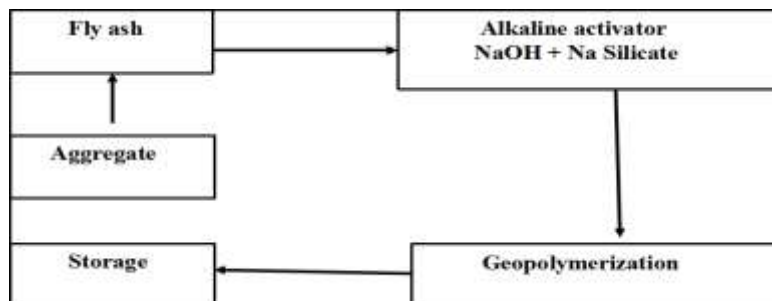 Fly ash
Alkaline activator
NaOH + Na Silicate
Aggregate
Storage
Geopolymerization